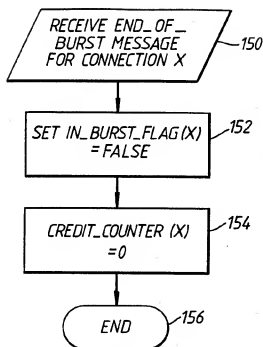 RECEIVE END_OF_
BURST MESSAGE
FOR CONNECTION X
150
SET IN_BURST_FLAG(X)
=FALSE
152
CREDIT_COUNTER (X)
=0
154
END
156